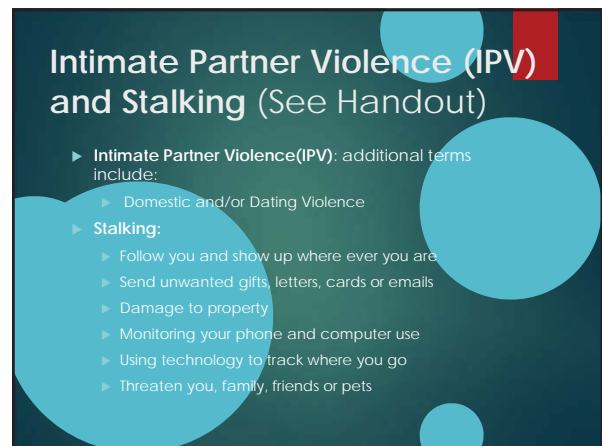 Intimate Partner Violence (IPV)
and Stalking (See Handout)
Intimate Partner Violence(IPV): additional terms
include:
Domestic and/or Dating Violence
Stalking:
Follow you and show up where ever you are
Send unwanted gifts, letters, cards or emails
Damage to property
Monitoring your phone and computer use
Using technology to track where you go
Threaten you, family, friends or pets